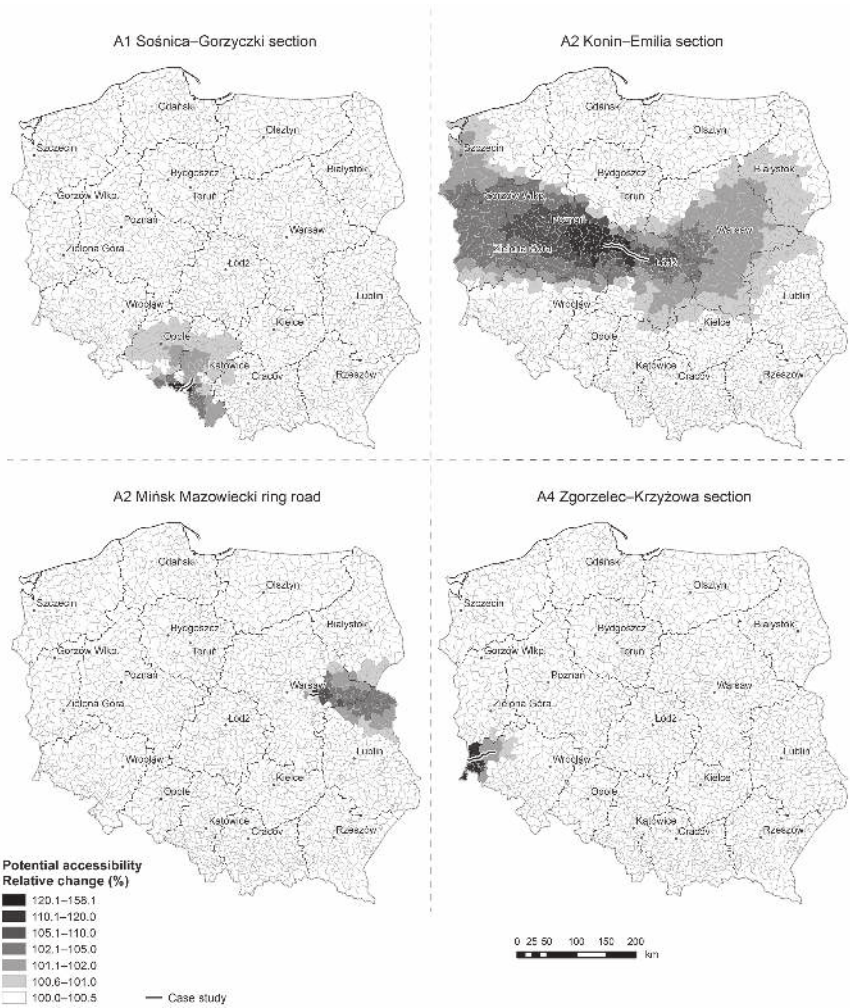 A1 Sośnica–Gorzyczki section
Gdańsk
Olsztyn
Szczecin
Bydgoszcz
Białystok
Toruń
Gorzów Wlkp.
Poznań
Warsaw
Zielona Góra
Łódź
Lublin
Wrocław
Kielce
Opole
Katowice
Cracow
Rzeszów
A2 Konin–Emilia section
Gdańsk
Olsztyn
Szczecin
Bydgoszcz
Białystok
Toruń
Gorzów Wlkp.
Poznań
Warsaw
Zielona Góra
Łódź
Lublin
Wrocław
Kielce
Opole
Katowice
Cracow
Rzeszów
A2 Mińsk Mazowiecki ring road
Gdańsk
Olsztyn
Szczecin
Bydgoszcz
Białystok
Toruń
Gorzów Wlkp.
Poznań
Warsaw
Zielona Góra
Łódź
Lublin
Wrocław
Kielce
Opole
Katowice
Cracow
Rzeszów
A4 Zgorzelec–Krzyżowa section
Gdańsk
Olsztyn
Szczecin
Bydgoszcz
Białystok
Toruń
Gorzów Wlkp.
Poznań
Warsaw
Zielona Góra
Łódź
Lublin
Wrocław
Kielce
Opole
Katowice
Cracow
Rzeszów
Potential accessibility
Relative change (%)
120.1–158.1
110.1–120.0
105.1–110.0
102.1–105.0
101.1–102.0
100.6–101.0
100.0–100.5
Case study
0 25 50 100 150 200
km